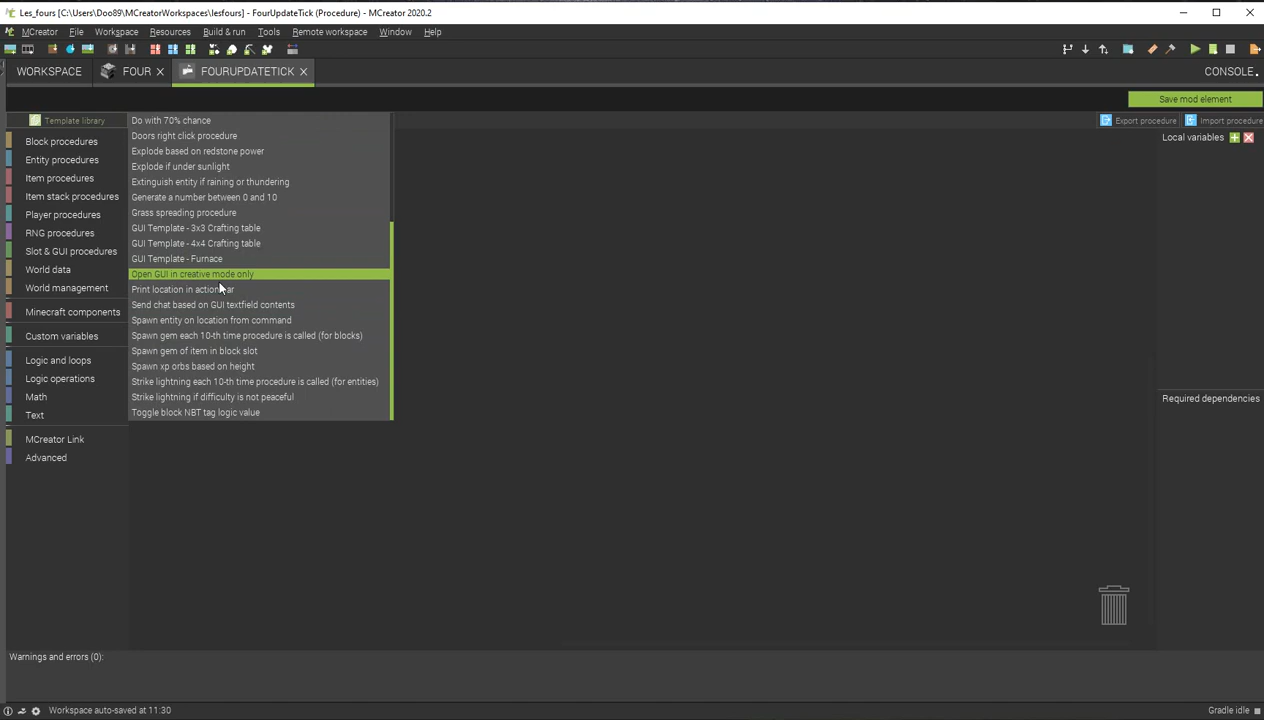 Les_fours [C:\Users\Doo89\MCreatorWorkspaces\lesfours] - FourUpdateTick (Procedure) - MCreator 2020.2
MCreator File Workspace Resources Build & run Tools Remote workspace Window Help
WORKSPACE FOUR FOURUPDATETICK CONSOLE
Save mod element
Template library
Export procedure Import procedure
Block procedures
Entity procedures
Item procedures
Item stack procedures
Player procedures
RNG procedures
Slot & GUI procedures
World data
World management
Minecraft components
Custom variables
Logic and loops
Logic operations
Math
Text
MCreator Link
Advanced
Do with 70% chance
Doors right click procedure
Explode based on redstone power
Explode if under sunlight
Extinguish entity if raining or thundering
Generate a number between 0 and 10
Grass spreading procedure
GUI Template - 3x3 Crafting table
GUI Template - 4x4 Crafting table
GUI Template - Furnace
Open GUI in creative mode only
Print location in actionbar
Send chat based on GUI textfield contents
Spawn entity on location from command
Spawn gem each 10-th time procedure is called (for blocks)
Spawn gem of item in block slot
Spawn xp orbs based on height
Strike lightning each 10-th time procedure is called (for entities)
Strike lightning if difficulty is not peaceful
Toggle block NBT tag logic value
Local variables
Required dependencies
Warnings and errors (0):
Workspace auto-saved at 11:30
Gradle idle